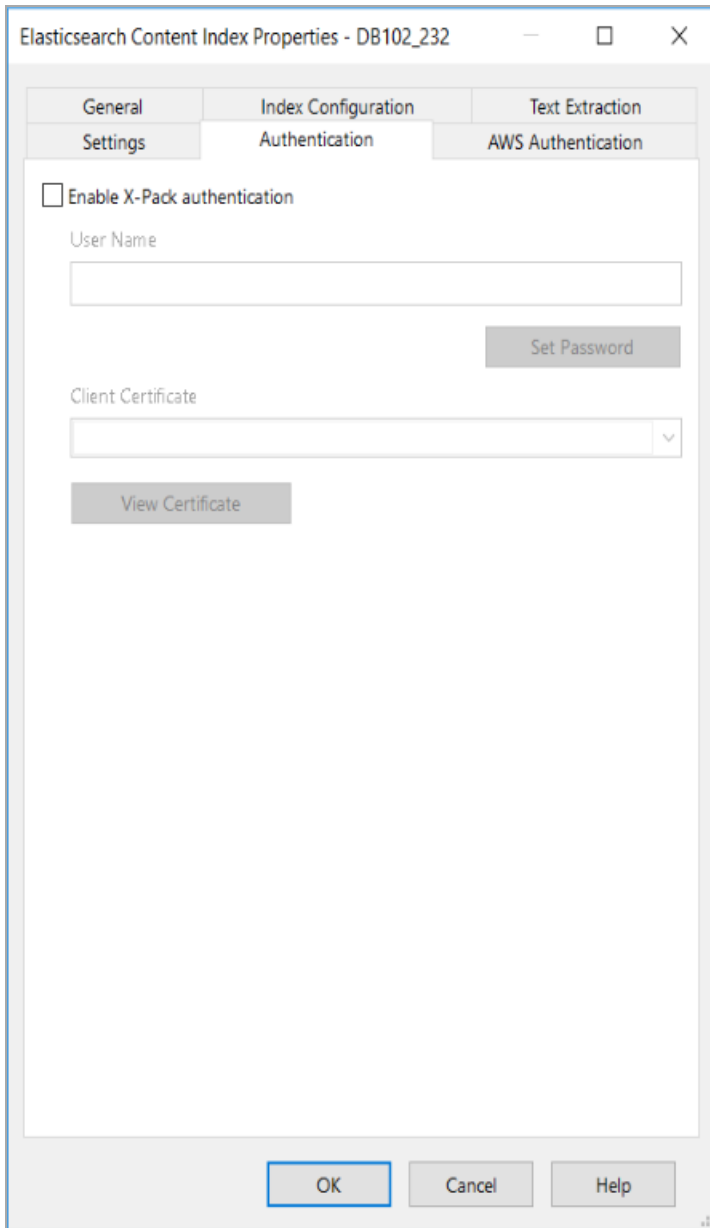 Elasticsearch Content Index Properties - DB102_232
General Index Configuration Text Extraction
Settings Authentication AWS Authentication
Enable X-Pack authentication
User Name
Set Password
Client Certificate
View Certificate
OK Cancel Help